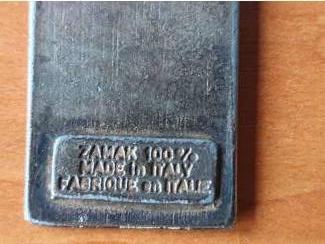 ZAMAK 100%
MADE in ITALY
FABRIQUE en ITALIE